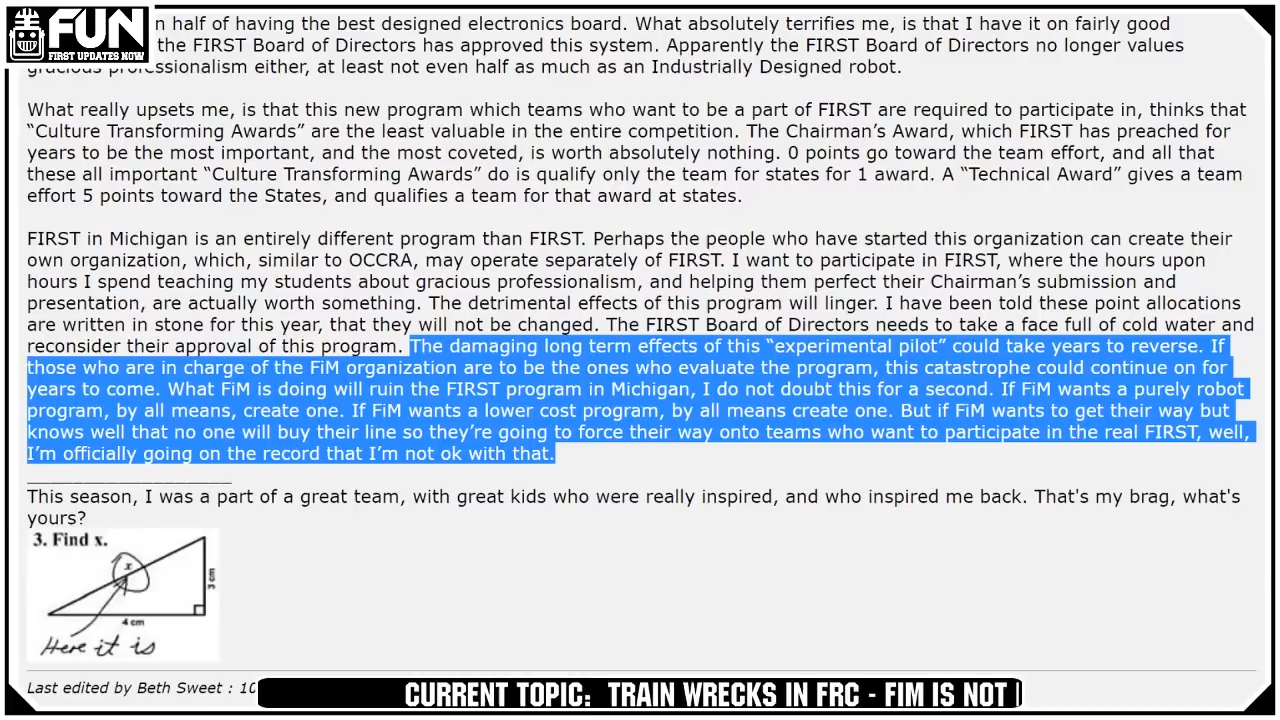 FUN
FIRST UPDATES NOW
n half of having the best designed electronics board. What absolutely terrifies me, is that I have it on fairly good
the FIRST Board of Directors has approved this system. Apparently the FIRST Board of Directors no longer values
gracious professionalism either, at least not even half as much as an Industrially Designed robot.
What really upsets me, is that this new program which teams who want to be a part of FIRST are required to participate in, thinks that
“Culture Transforming Awards” are the least valuable in the entire competition. The Chairman’s Award, which FIRST has preached for
years to be the most important, and the most coveted, is worth absolutely nothing. 0 points go toward the team effort, and all that
these all important “Culture Transforming Awards” do is qualify only the team for states for 1 award. A “Technical Award” gives a team
effort 5 points toward the States, and qualifies a team for that award at states.
FIRST in Michigan is an entirely different program than FIRST. Perhaps the people who have started this organization can create their
own organization, which, similar to OCCRA, may operate separately of FIRST. I want to participate in FIRST, where the hours upon
hours I spend teaching my students about gracious professionalism, and helping them perfect their Chairman’s submission and
presentation, are actually worth something. The detrimental effects of this program will linger. I have been told these point allocations
are written in stone for this year, that they will not be changed. The FIRST Board of Directors needs to take a face full of cold water and
reconsider their approval of this program. The damaging long term effects of this “experimental pilot” could take years to reverse. If
those who are in charge of the FiM organization are to be the ones who evaluate the program, this catastrophe could continue on for
years to come. What FiM is doing will ruin the FIRST program in Michigan, I do not doubt this for a second. If FiM wants a purely robot
program, by all means, create one. If FiM wants a lower cost program, by all means create one. But if FiM wants to get their way but
knows well that no one will buy their line so they’re going to force their way onto teams who want to participate in the real FIRST, well,
I’m officially going on the record that I’m not ok with that.
This season, I was a part of a great team, with great kids who were really inspired, and who inspired me back. That's my brag, what's
yours?
3. Find x.
x
3 cm
4 cm
Here it is
Last edited by Beth Sweet : 10
CURRENT TOPIC: TRAIN WRECKS IN FRC - FIM IS NOT